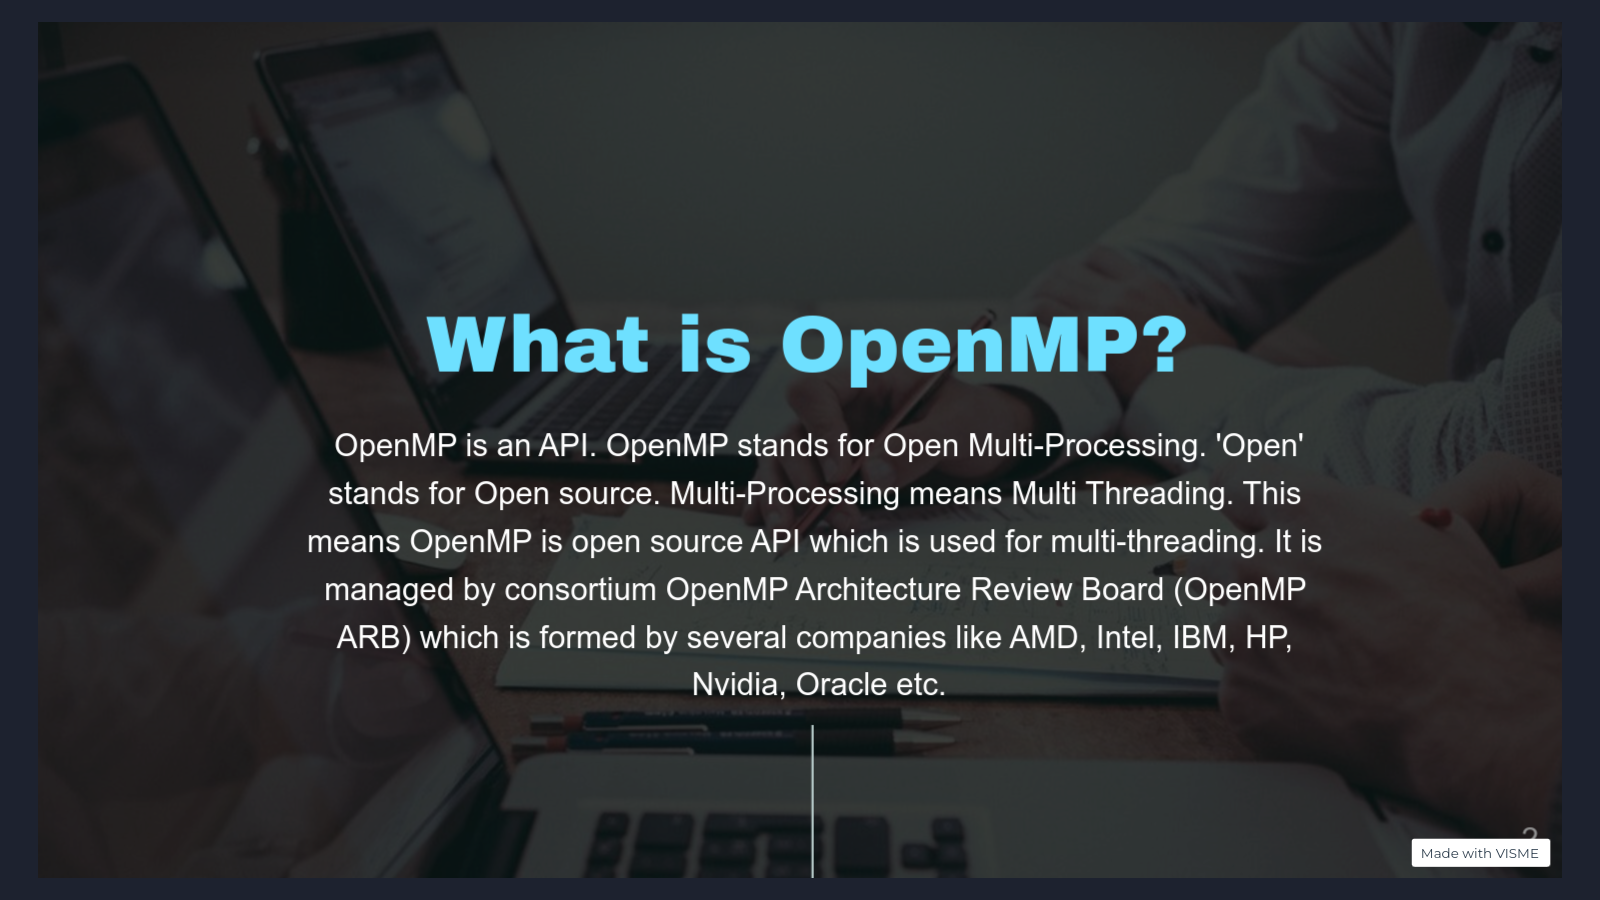 What is OpenMP?
OpenMP is an API. OpenMP stands for Open Multi-Processing. 'Open'
stands for Open source. Multi-Processing means Multi Threading. This
means OpenMP is open source API which is used for multi-threading. It is
managed by consortium OpenMP Architecture Review Board (OpenMP
ARB) which is formed by several companies like AMD, Intel, IBM, HP,
Nvidia, Oracle etc.
Made with VISME